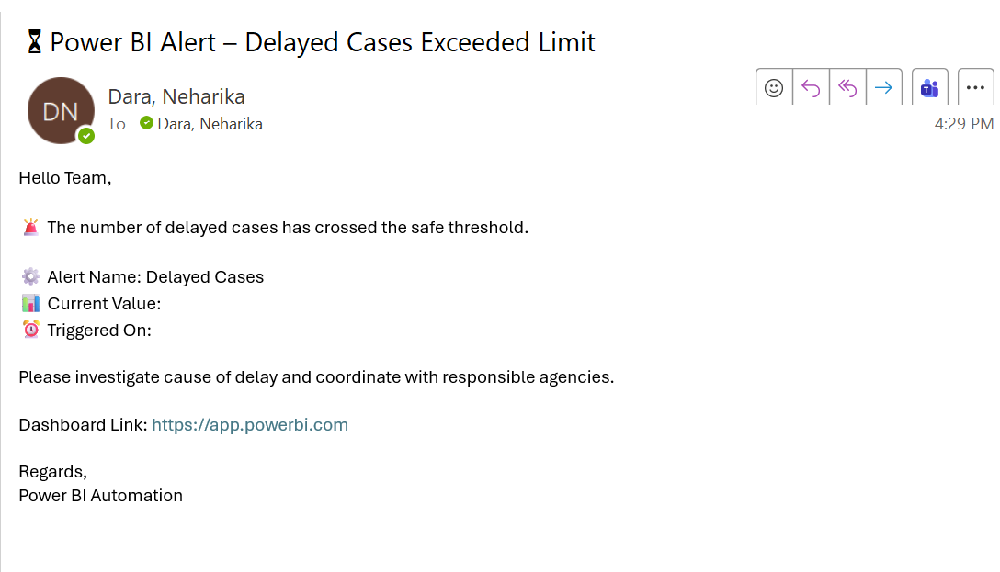 ⌛ Power BI Alert – Delayed Cases Exceeded Limit
DN
Dara, Neharika
To Dara, Neharika
4:29 PM
Hello Team,
🚨 The number of delayed cases has crossed the safe threshold.
⚙️ Alert Name: Delayed Cases
📊 Current Value:
⏰ Triggered On:
Please investigate cause of delay and coordinate with responsible agencies.
Dashboard Link: https://app.powerbi.com
Regards,
Power BI Automation